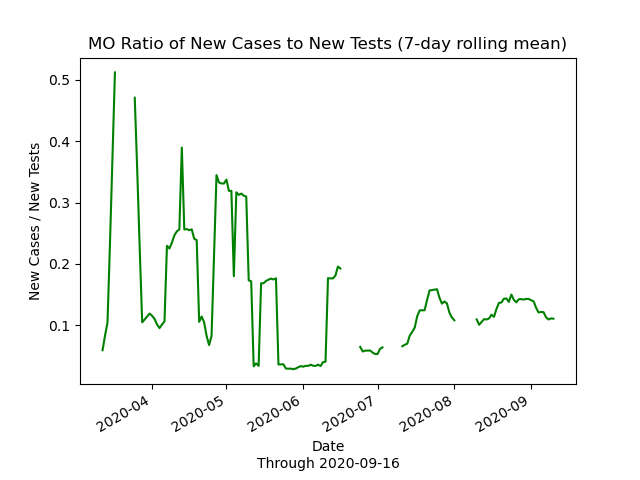 MO Ratio of New Cases to New Tests (7-day rolling mean)
New Cases / New Tests
0.5
0.4
0.3
0.2
0.1
2020-04
2020-05
2020-06
2020-07
2020-08
2020-09
Date
Through 2020-09-16